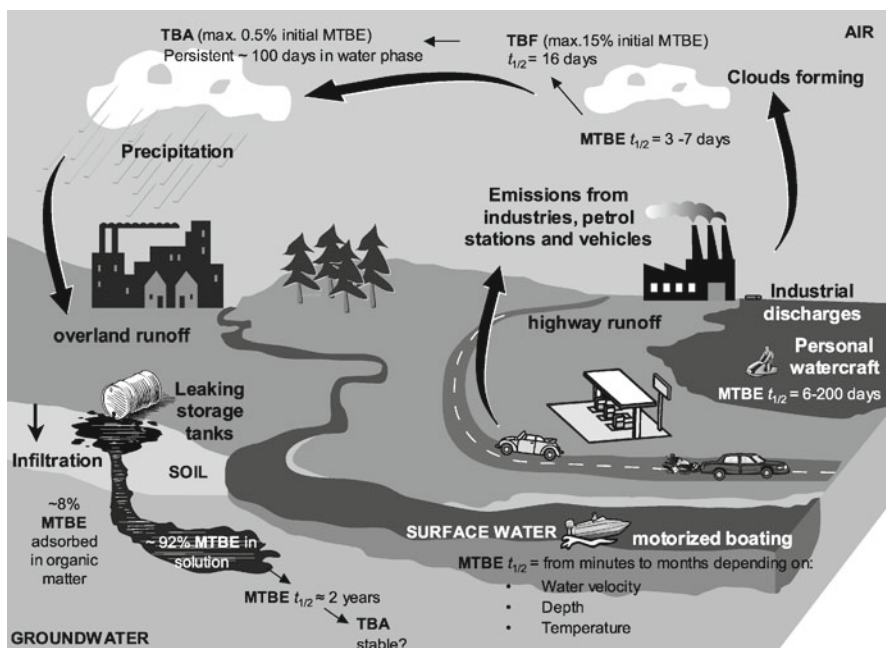 TBA (max. 0.5% initial MTBE)
Persistent ~ 100 days in water phase
TBF (max.15% initial MTBE)
t1/2 = 16 days
AIR
Clouds forming
MTBE t1/2 = 3 -7 days
Precipitation
Emissions from
industries, petrol
stations and vehicles
overland runoff
highway runoff
Industrial
discharges
Personal
watercraft
MTBE t1/2 = 6-200 days
Leaking
storage
tanks
Infiltration
SOIL
~8%
MTBE
adsorbed
in organic
matter
~ 92% MTBE in
solution
MTBE t1/2 ≈ 2 years
TBA
stable?
GROUNDWATER
SURFACE WATER
motorized boating
MTBE t1/2 = from minutes to months depending on:
• Water velocity
• Depth
• Temperature